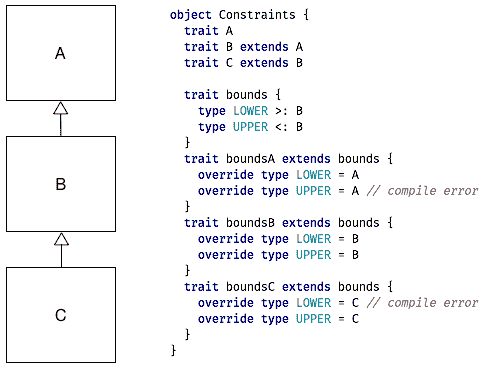 A
B
C
object Constraints {
  trait A
  trait B extends A
  trait C extends B

  trait bounds {
    type LOWER >: B
    type UPPER <: B
  }
  trait boundsA extends bounds {
    override type LOWER = A
    override type UPPER = A // compile error
  }
  trait boundsB extends bounds {
    override type LOWER = B
    override type UPPER = B
  }
  trait boundsC extends bounds {
    override type LOWER = C // compile error
    override type UPPER = C
  }
}